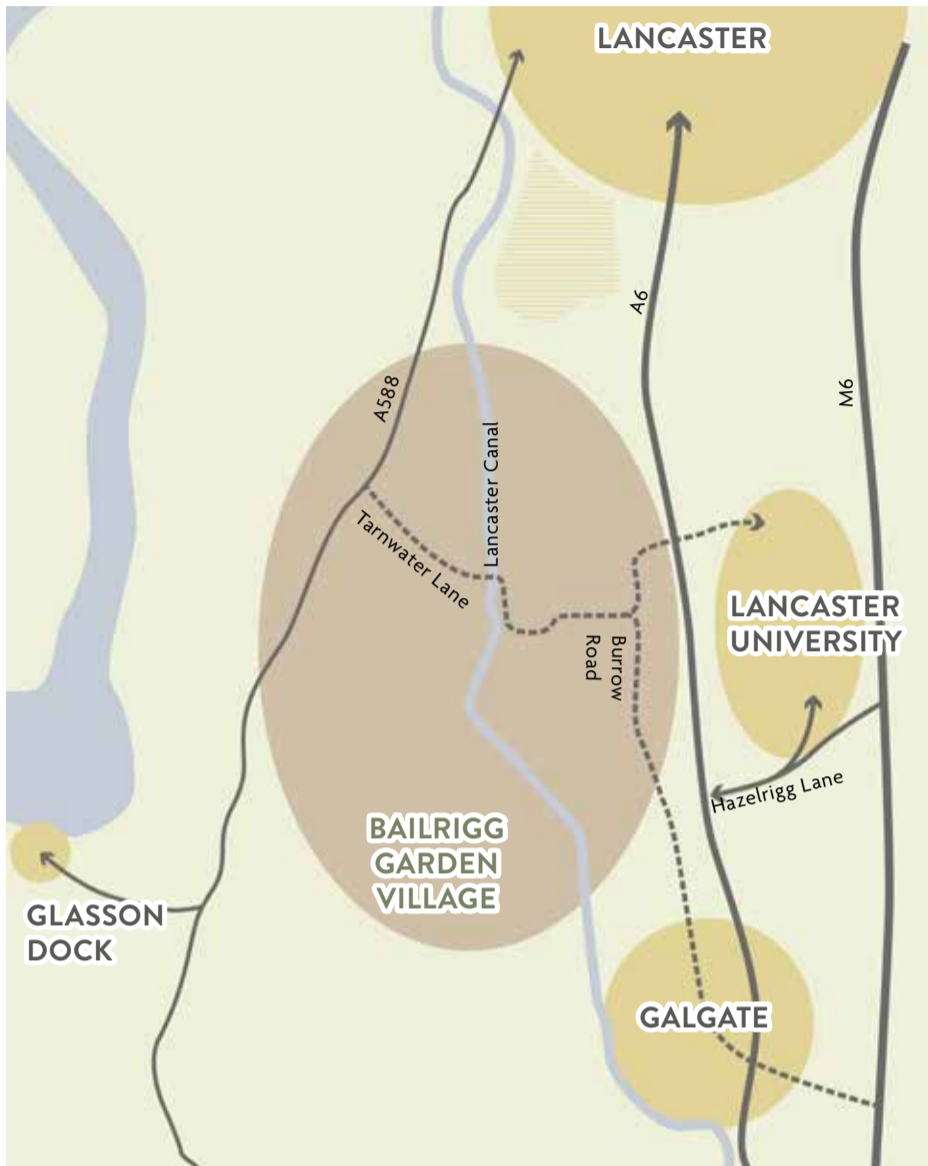 LANCASTER
A6
M6
A588
Lancaster Canal
Tarnwater Lane
LANCASTER
UNIVERSITY
Burrow
Road
Hazelrigg Lane
BAILRIGG
GARDEN
VILLAGE
GLASSON
DOCK
GALGATE